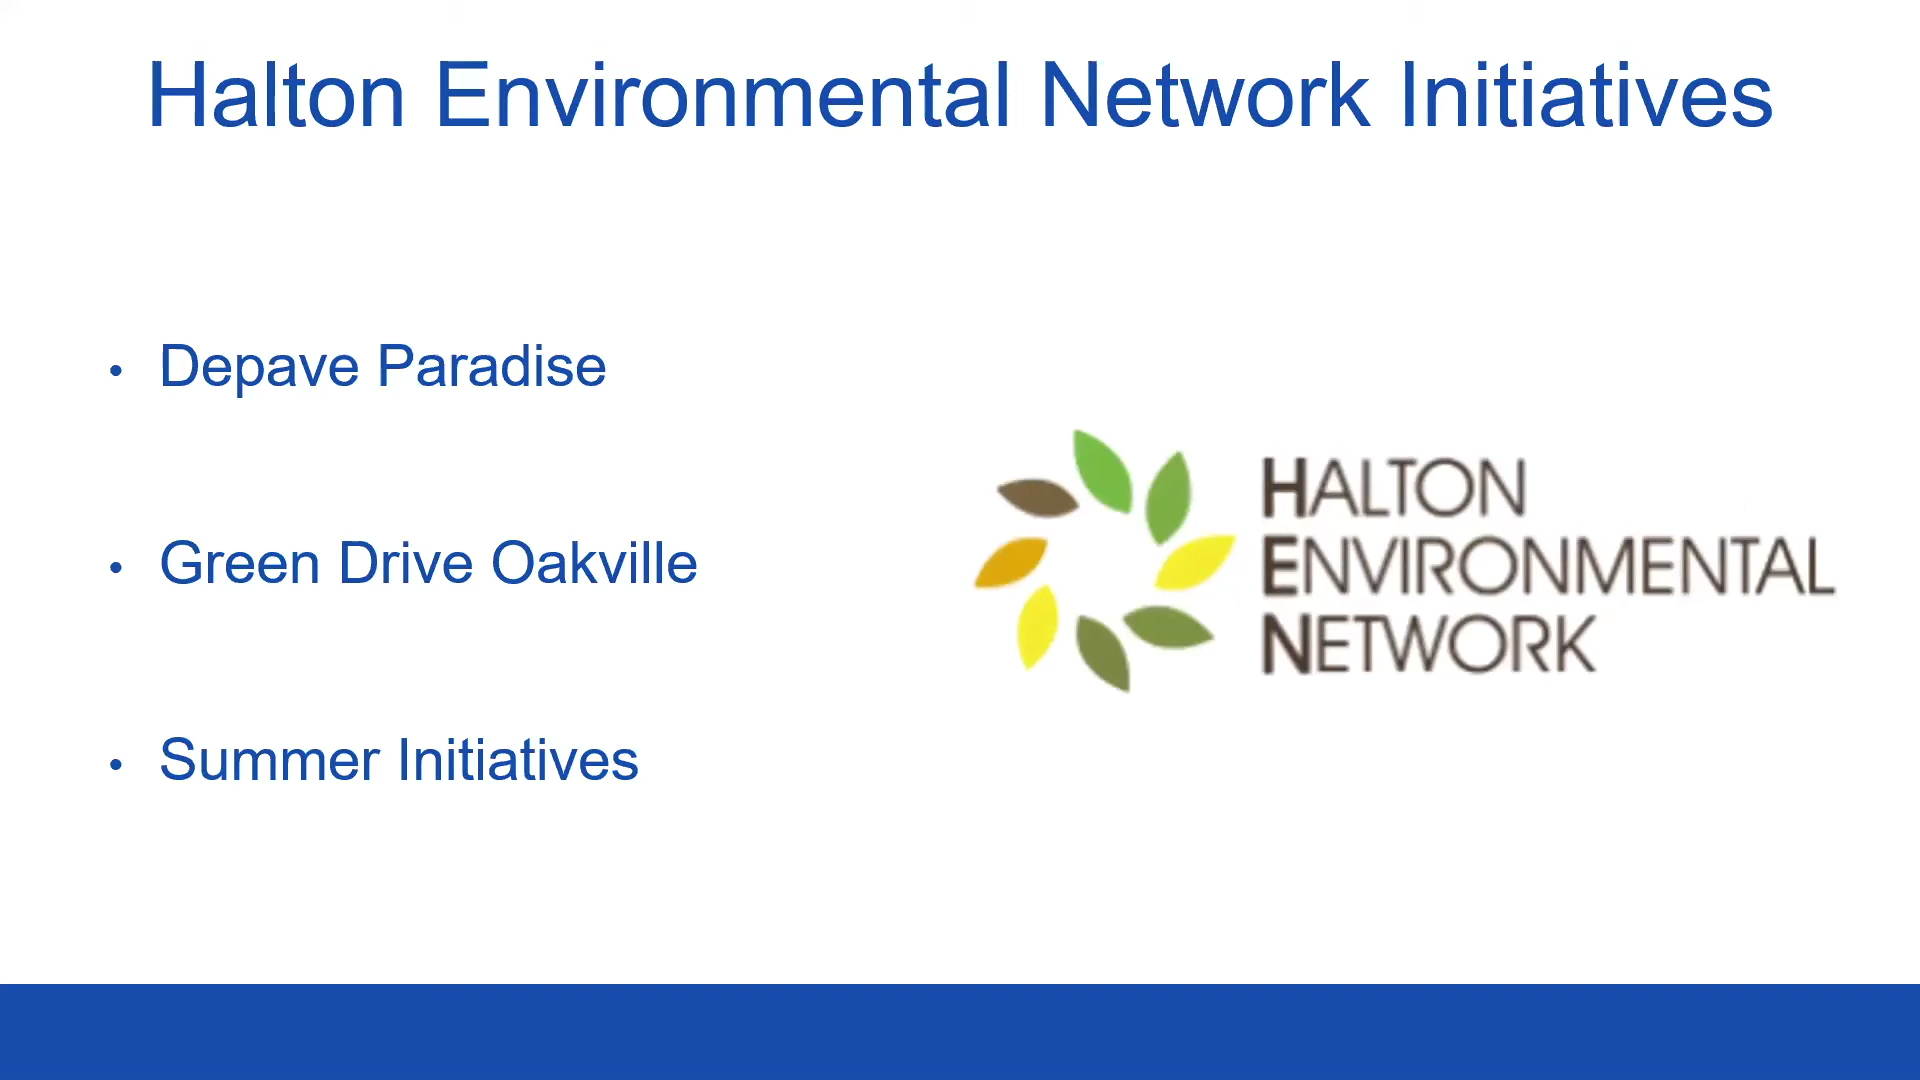 Halton Environmental Network Initiatives
• Depave Paradise
• Green Drive Oakville
• Summer Initiatives
HALTON
ENVIRONMENTAL
NETWORK